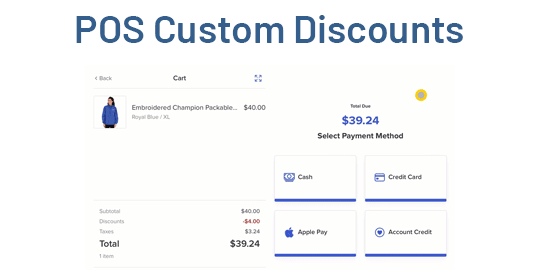 POS Custom Discounts
< Back
Cart
Embroidered Champion Packable... $40.00
Royal Blue / XL
Subtotal $40.00
Discounts -$4.00
Taxes $3.24
Total $39.24
1 item
Total Due
$39.24
Select Payment Method
Cash
Credit Card
Apple Pay
Account Credit